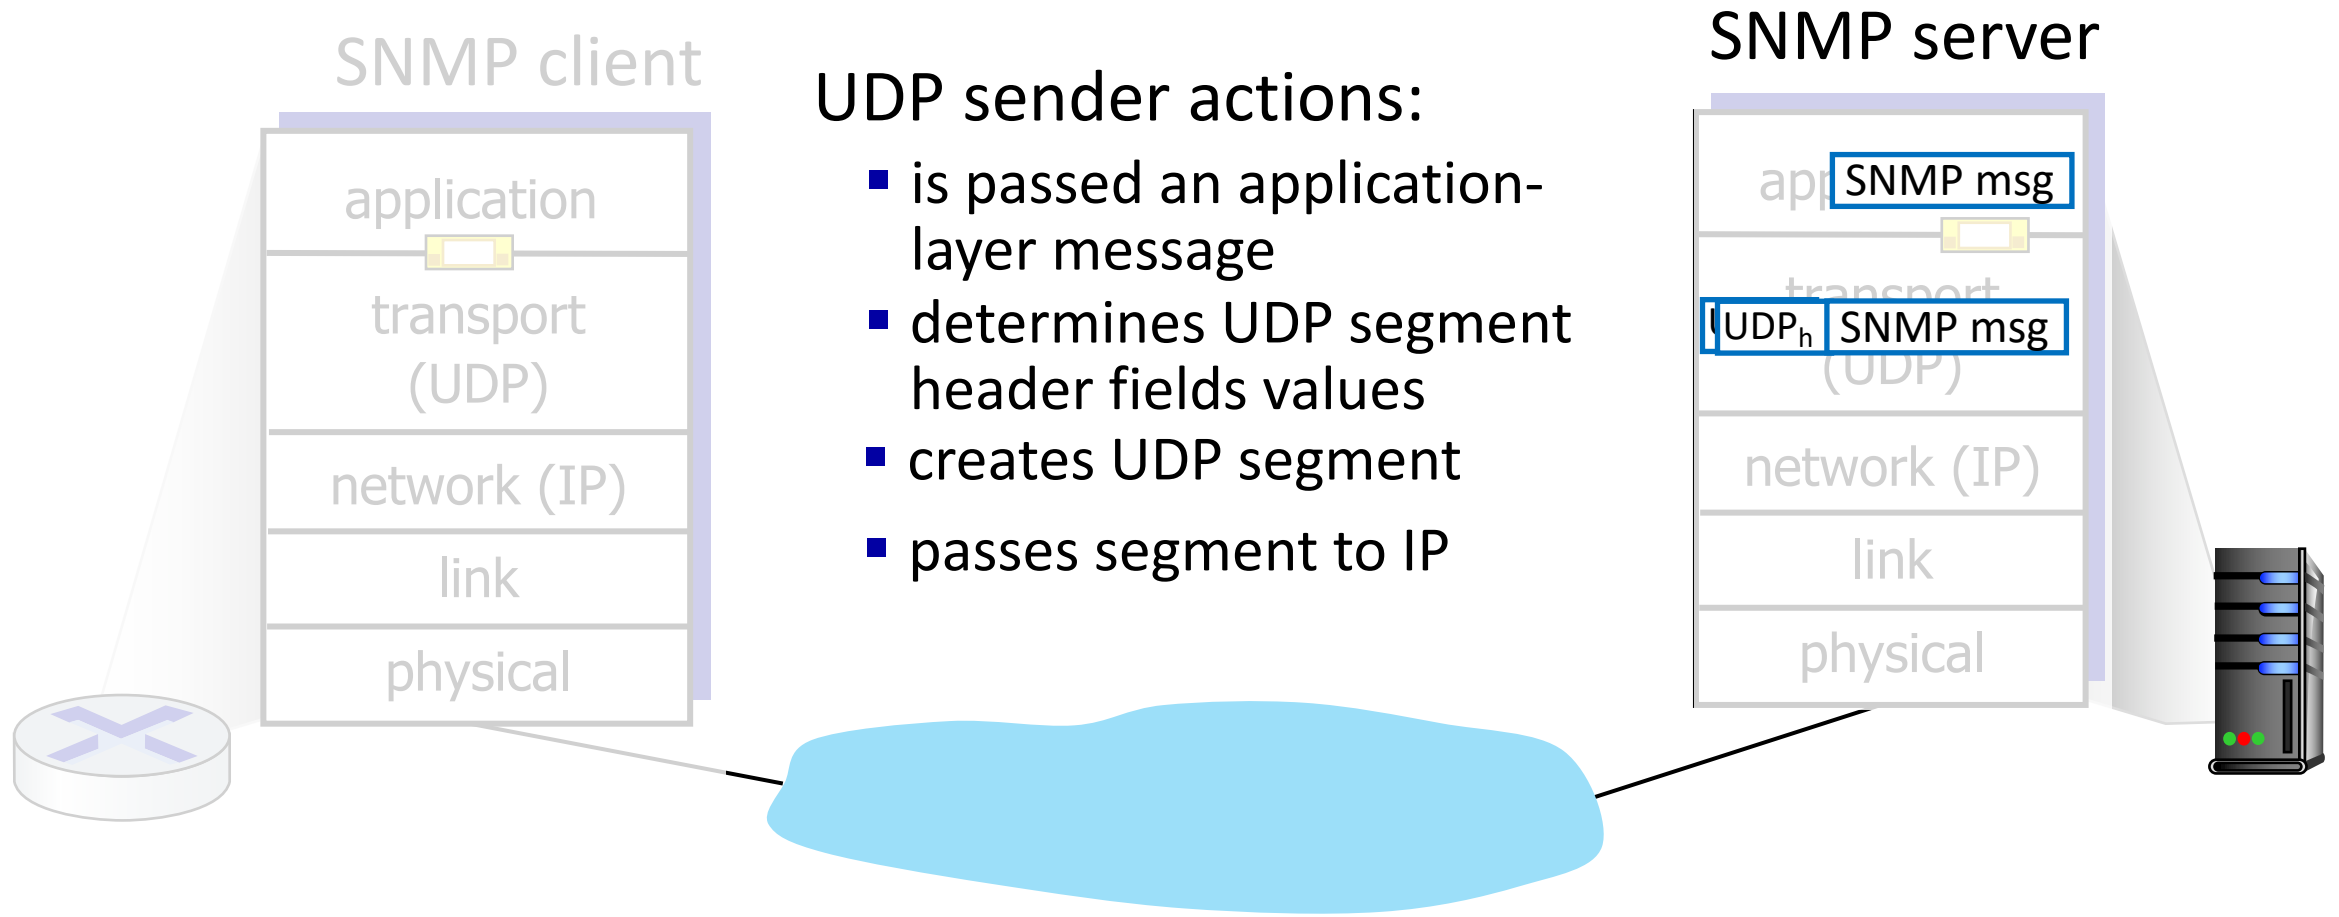 SNMP client
application
transport
(UDP)
network (IP)
link
physical
UDP sender actions:
is passed an application-
layer message
determines UDP segment
header fields values
creates UDP segment
passes segment to IP
SNMP server
SNMP msg
transport
UDPh SNMP msg
(UDP)
network (IP)
link
physical